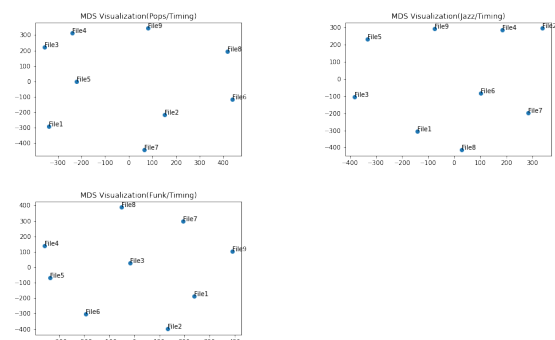 MDS Visualization(Pops/Timing)
File9
File4
300
File3
200
File8
100
File5
0
File6
−100
−200
File2
File1
−300
−400
File7
−300 −200 −100 0 100 200 300 400
MDS Visualization(Jazz/Timing)
File9
File4
300
File5
200
100
0
File6
−100
File3
−200
File7
−300
File1
−400
File8
−400 −300 −200 −100 0 100 200 300
MDS Visualization(Funk/Timing)
400
File8
300
File7
200
File4
100
File9
0
File3
File5
−100
−200
File1
−300
File6
−400
File2